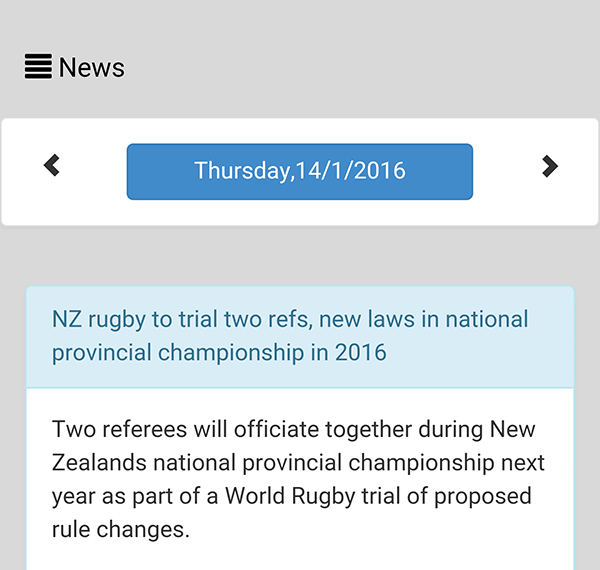 News
Thursday,14/1/2016
NZ rugby to trial two refs, new laws in national
provincial championship in 2016
Two referees will officiate together during New
Zealands national provincial championship next
year as part of a World Rugby trial of proposed
rule changes.